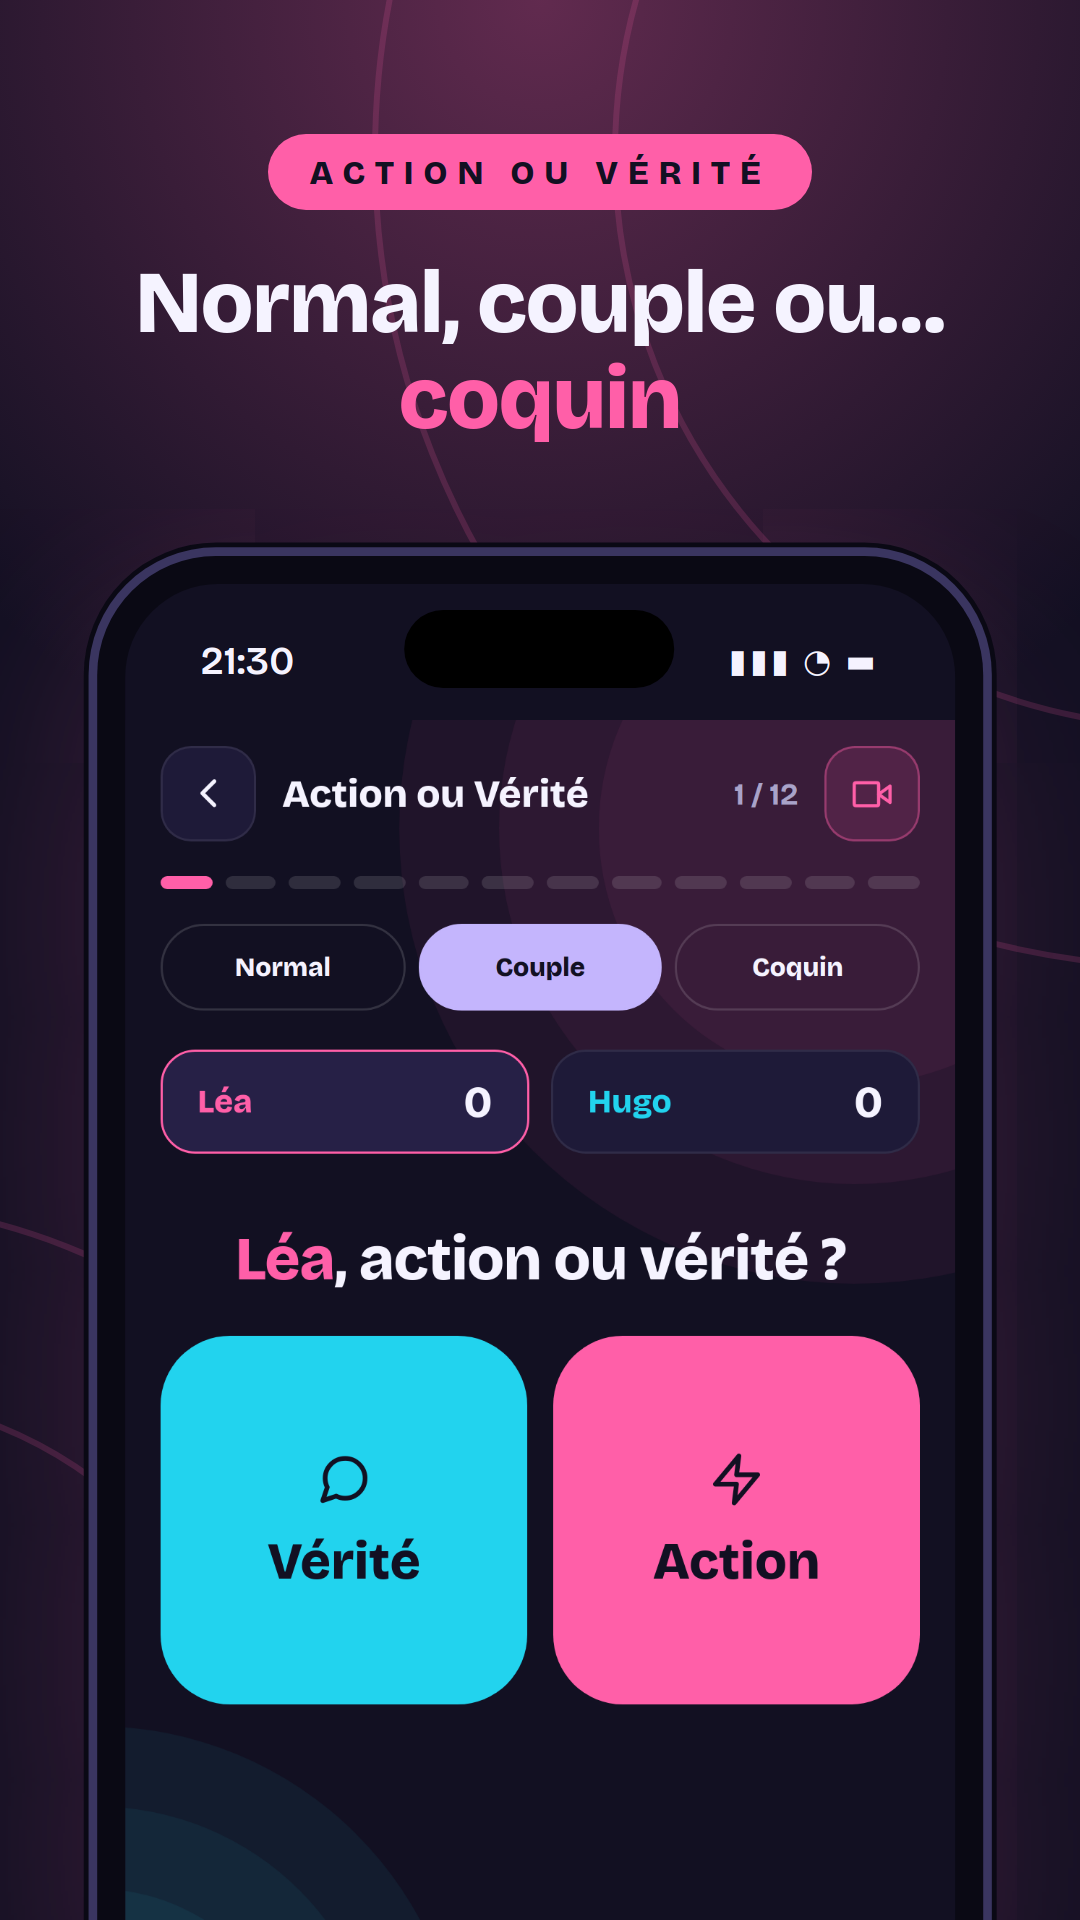 ACTION OU VÉRITÉ
Normal, couple ou...
coquin
21:30
Action ou Vérité
1 / 12
Normal
Couple
Coquin
Léa
0
Hugo
0
Léa, action ou vérité ?
Vérité
Action